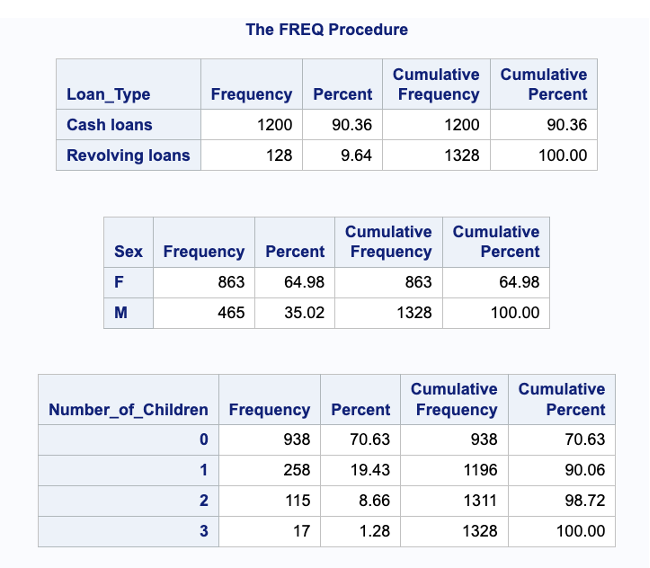 The FREQ Procedure
Loan_Type Frequency Percent Cumulative Frequency Cumulative Percent
Cash loans 1200 90.36 1200 90.36
Revolving loans 128 9.64 1328 100.00
Sex Frequency Percent Cumulative Frequency Cumulative Percent
F 863 64.98 863 64.98
M 465 35.02 1328 100.00
Number_of_Children Frequency Percent Cumulative Frequency Cumulative Percent
0 938 70.63 938 70.63
1 258 19.43 1196 90.06
2 115 8.66 1311 98.72
3 17 1.28 1328 100.00